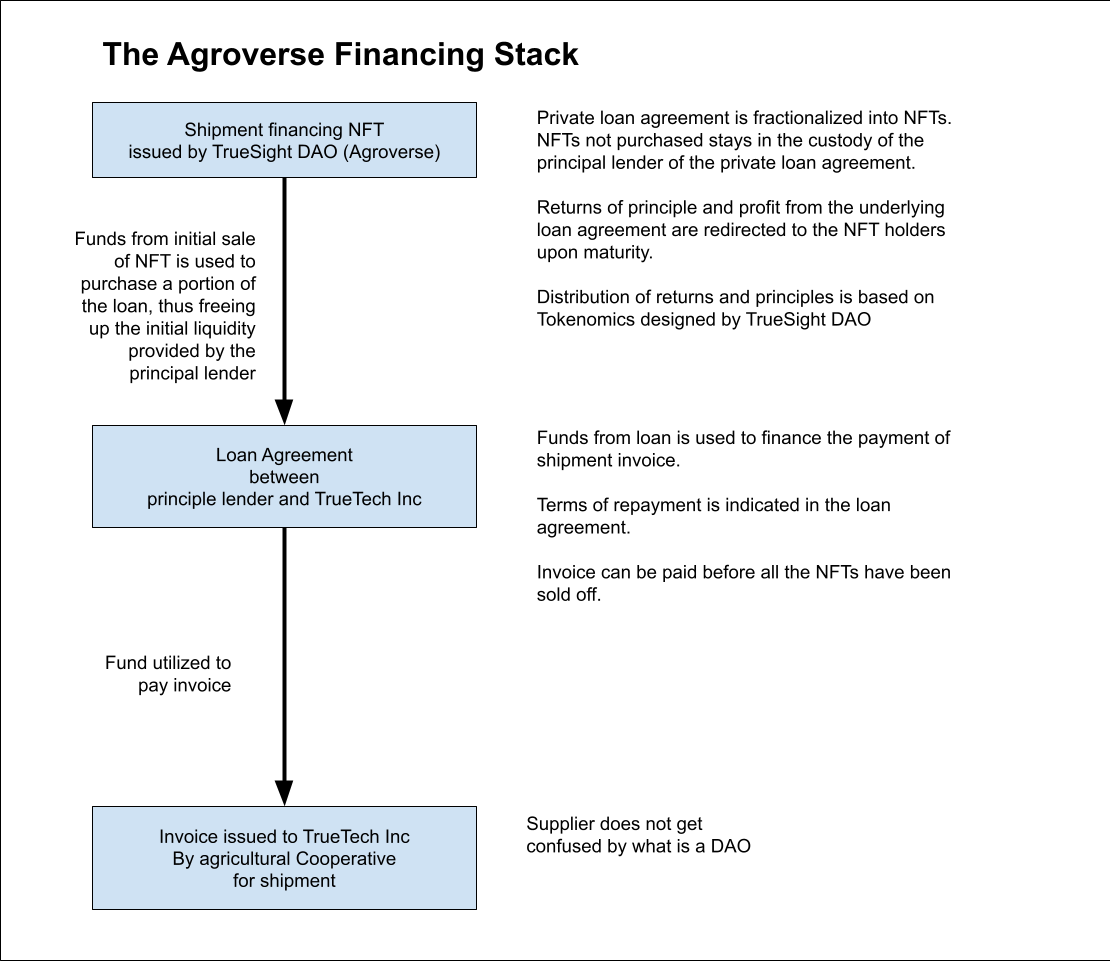 The Agroverse Financing Stack
Shipment financing NFT
issued by TrueSight DAO (Agroverse)
Private loan agreement is fractionalized into NFTs.
NFTs not purchased stays in the custody of the
principal lender of the private loan agreement.
Returns of principle and profit from the underlying
loan agreement are redirected to the NFT holders
upon maturity.
Distribution of returns and principles is based on
Tokenomics designed by TrueSight DAO
Funds from initial sale
of NFT is used to
purchase a portion of
the loan, thus freeing
up the initial liquidity
provided by the
principal lender
Loan Agreement
between
principle lender and TrueTech Inc
Funds from loan is used to finance the payment of
shipment invoice.
Terms of repayment is indicated in the loan
agreement.
Invoice can be paid before all the NFTs have been
sold off.
Fund utilized to
pay invoice
Invoice issued to TrueTech Inc
By agricultural Cooperative
for shipment
Supplier does not get
confused by what is a DAO